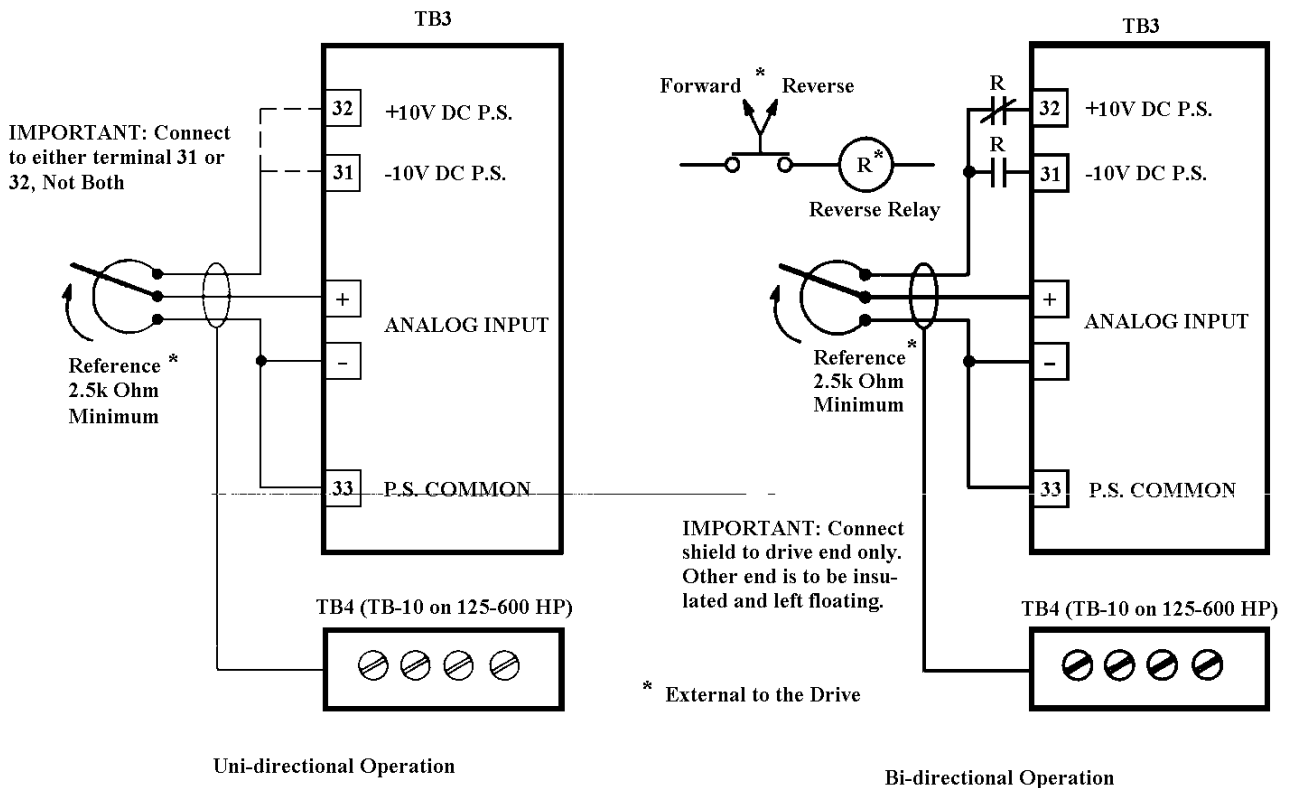 TB3
32
+10V DC P.S.
IMPORTANT: Connect
to either terminal 31 or
32, Not Both
31
-10V DC P.S.
+
ANALOG INPUT
–
Reference *
2.5k Ohm
Minimum
33
P.S. COMMON
TB4 (TB-10 on 125-600 HP)
Uni-directional Operation
TB3
Forward * Reverse
R*
Reverse Relay
R
32
+10V DC P.S.
R
31
-10V DC P.S.
+
ANALOG INPUT
–
Reference *
2.5k Ohm
Minimum
33
P.S. COMMON
IMPORTANT: Connect
shield to drive end only.
Other end is to be insu-
lated and left floating.
TB4 (TB-10 on 125-600 HP)
* External to the Drive
Bi-directional Operation